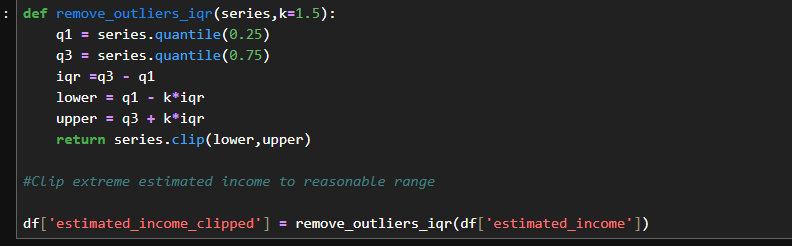 : def remove_outliers_iqr(series,k=1.5):
    q1 = series.quantile(0.25)
    q3 = series.quantile(0.75)
    iqr =q3 - q1
    lower = q1 - k*iqr
    upper = q3 + k*iqr
    return series.clip(lower,upper)
#Clip extreme estimated income to reasonable range
df['estimated_income_clipped'] = remove_outliers_iqr(df['estimated_income'])